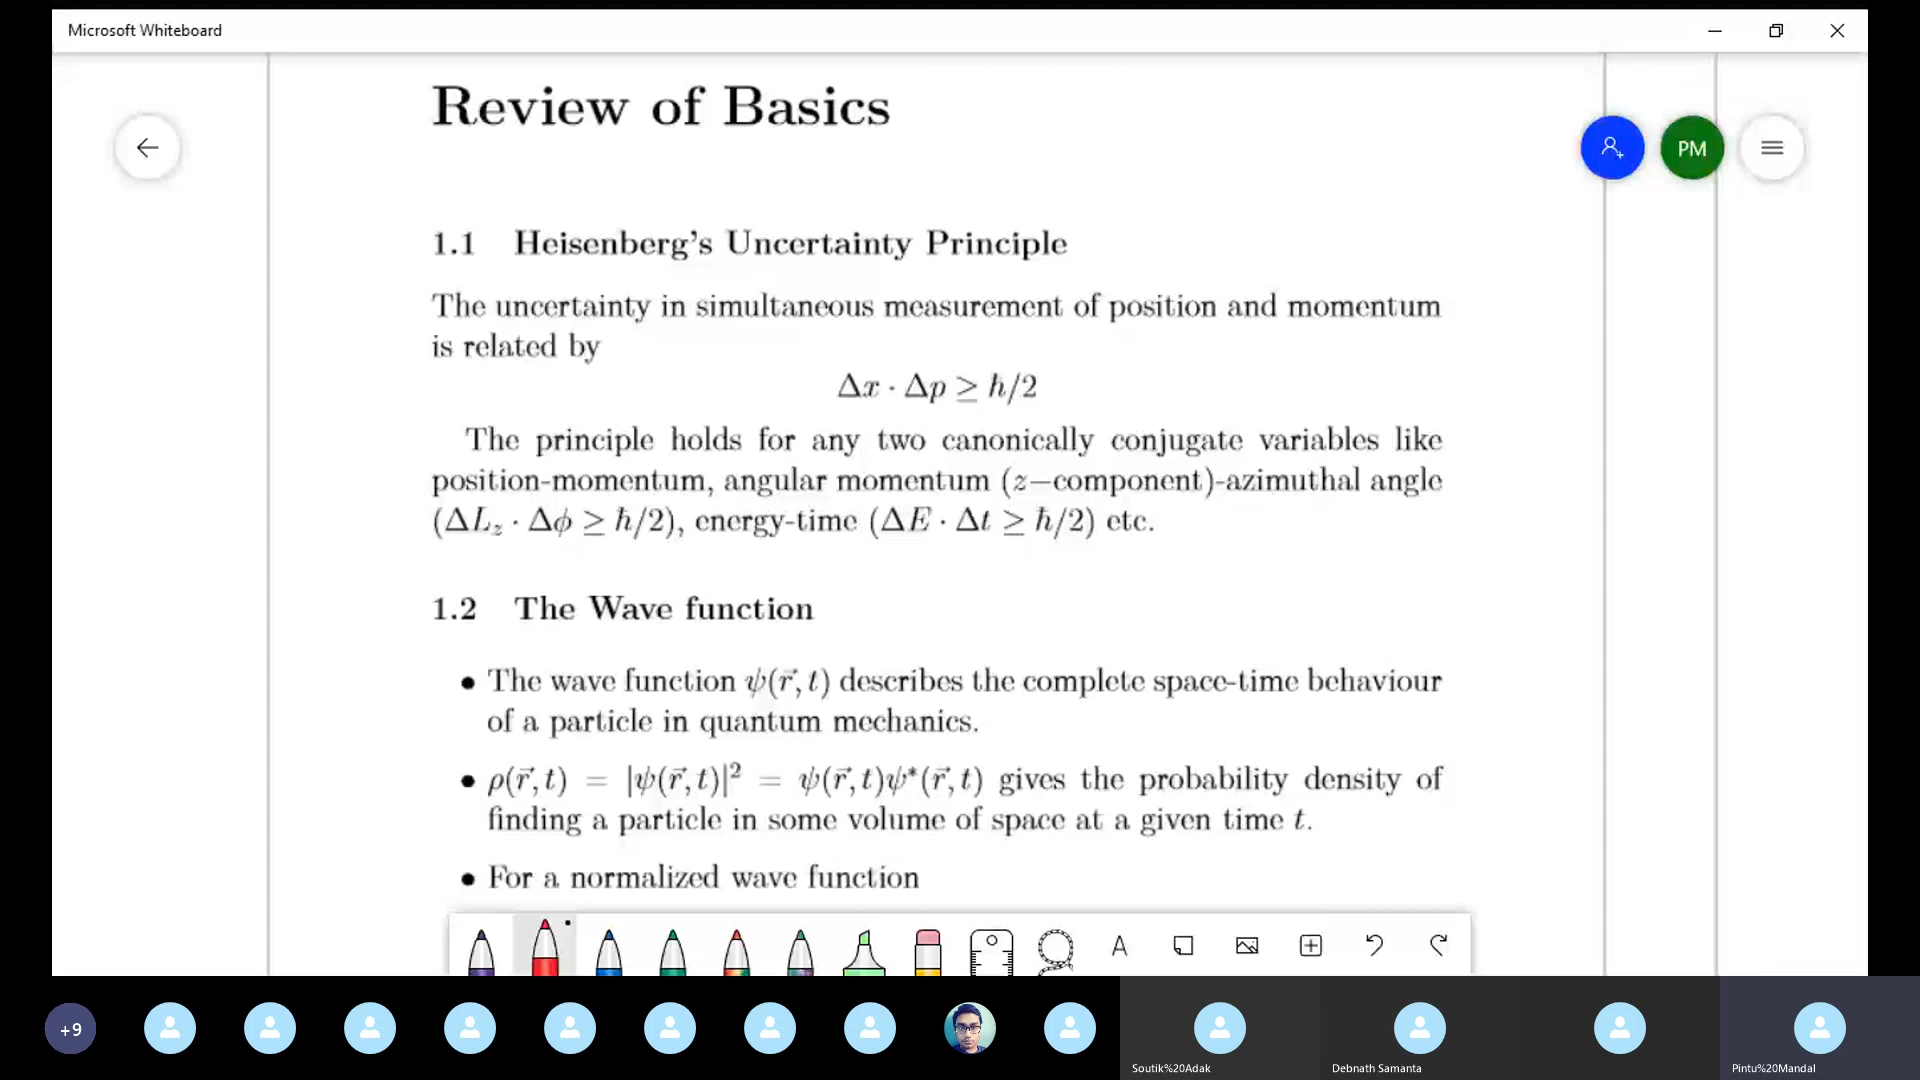 Microsoft Whiteboard
Review of Basics
PM
1.1 Heisenberg's Uncertainty Principle
The uncertainty in simultaneous measurement of position and momentum
is related by
Δx · Δp ≥ ħ/2
The principle holds for any two canonically conjugate variables like
position-momentum, angular momentum (z−component)-azimuthal angle
(ΔL_z · Δϕ ≥ ħ/2), energy-time (ΔE · Δt ≥ ħ/2) etc.
1.2 The Wave function
• The wave function ψ(r⃗, t) describes the complete space-time behaviour
of a particle in quantum mechanics.
• ρ(r⃗, t) = |ψ(r⃗, t)|² = ψ(r⃗, t)ψ*(r⃗, t) gives the probability density of
finding a particle in some volume of space at a given time t.
• For a normalized wave function
A
+9
Soutik%20Adak
Debnath Samanta
Pintu%20Mandal